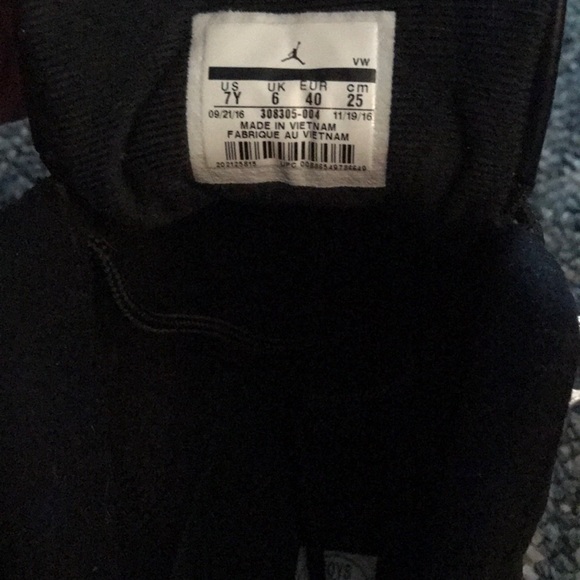 VW
US UK EUR cm
7Y 6 40 25
09/21/16 308305-004 11/19/16
MADE IN VIETNAM
FABRIQUE AU VIETNAM
UPC